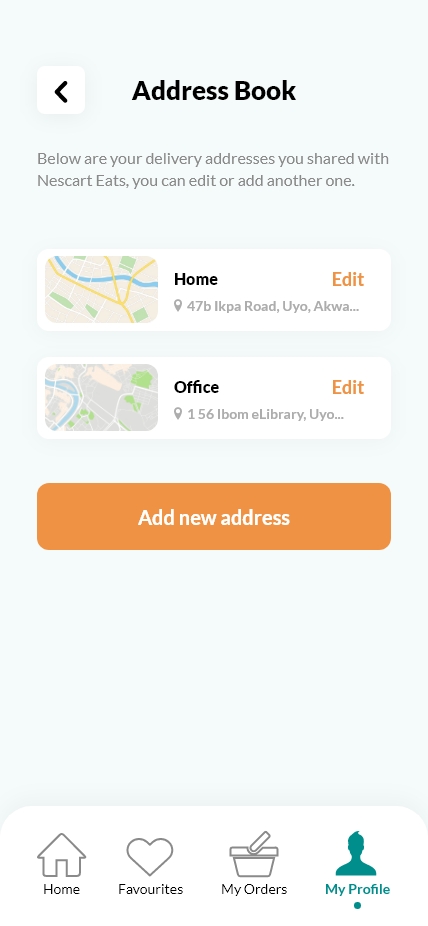 Address Book
Below are your delivery addresses you shared with
Nescart Eats, you can edit or add another one.
Home
Edit
47b Ikpa Road, Uyo, Akwa...
Office
Edit
1 56 Ibom eLibrary, Uyo...
Add new address
Home
Favourites
My Orders
My Profile